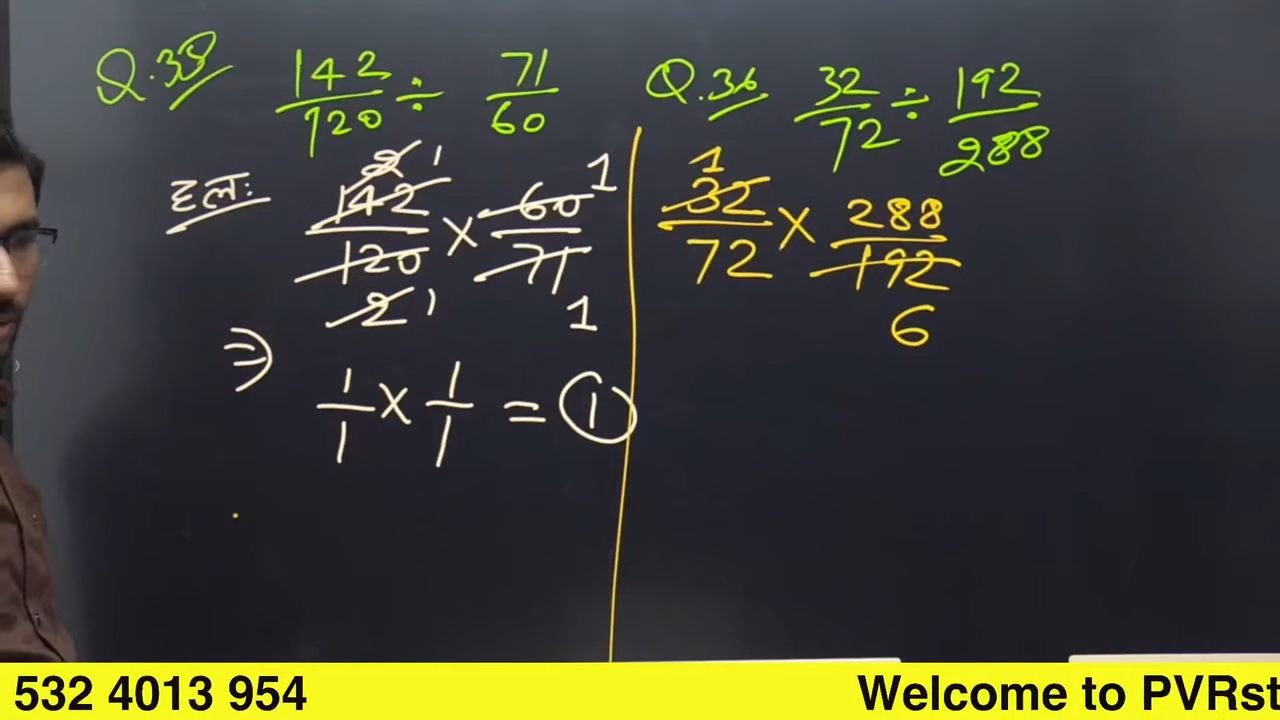 Q.35 142/120 ÷ 71/60
हल: 142/120 × 60/71
2 1 1
2 1 1
⇒ 1/1 × 1/1 = 1
Q.36 32/72 ÷ 192/288
1
32/72 × 288/192
6
532 4013 954
Welcome to PVRst